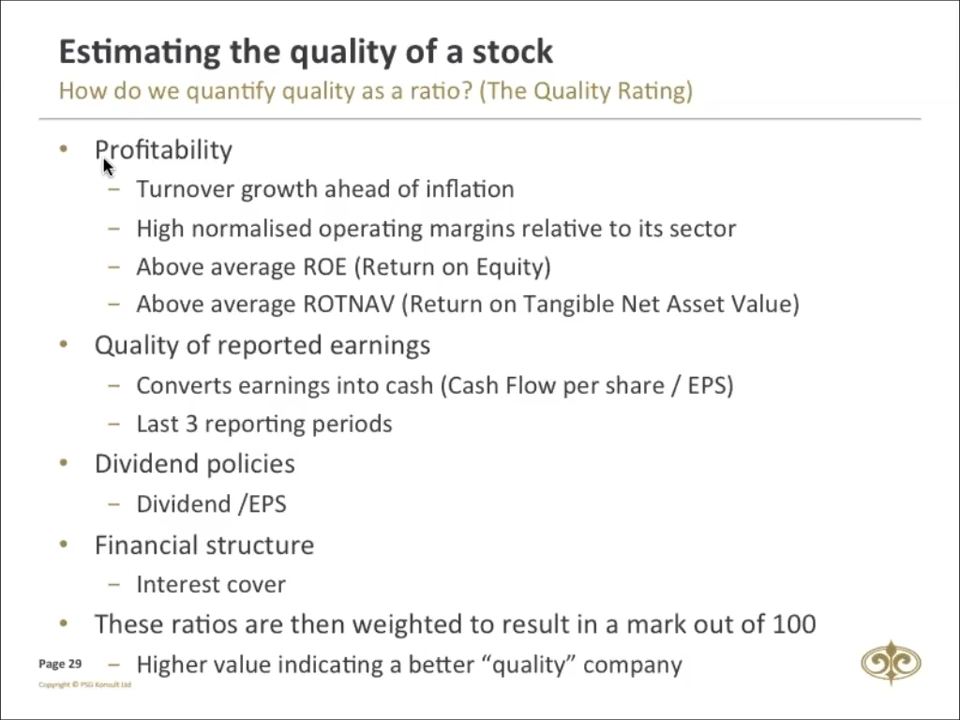 Estimating the quality of a stock
How do we quantify quality as a ratio? (The Quality Rating)
• Profitability
– Turnover growth ahead of inflation
– High normalised operating margins relative to its sector
– Above average ROE (Return on Equity)
– Above average ROTNAV (Return on Tangible Net Asset Value)
• Quality of reported earnings
– Converts earnings into cash (Cash Flow per share / EPS)
– Last 3 reporting periods
• Dividend policies
– Dividend /EPS
• Financial structure
– Interest cover
• These ratios are then weighted to result in a mark out of 100
– Higher value indicating a better “quality” company
Page 29
Copyright © PSG Konsult Ltd